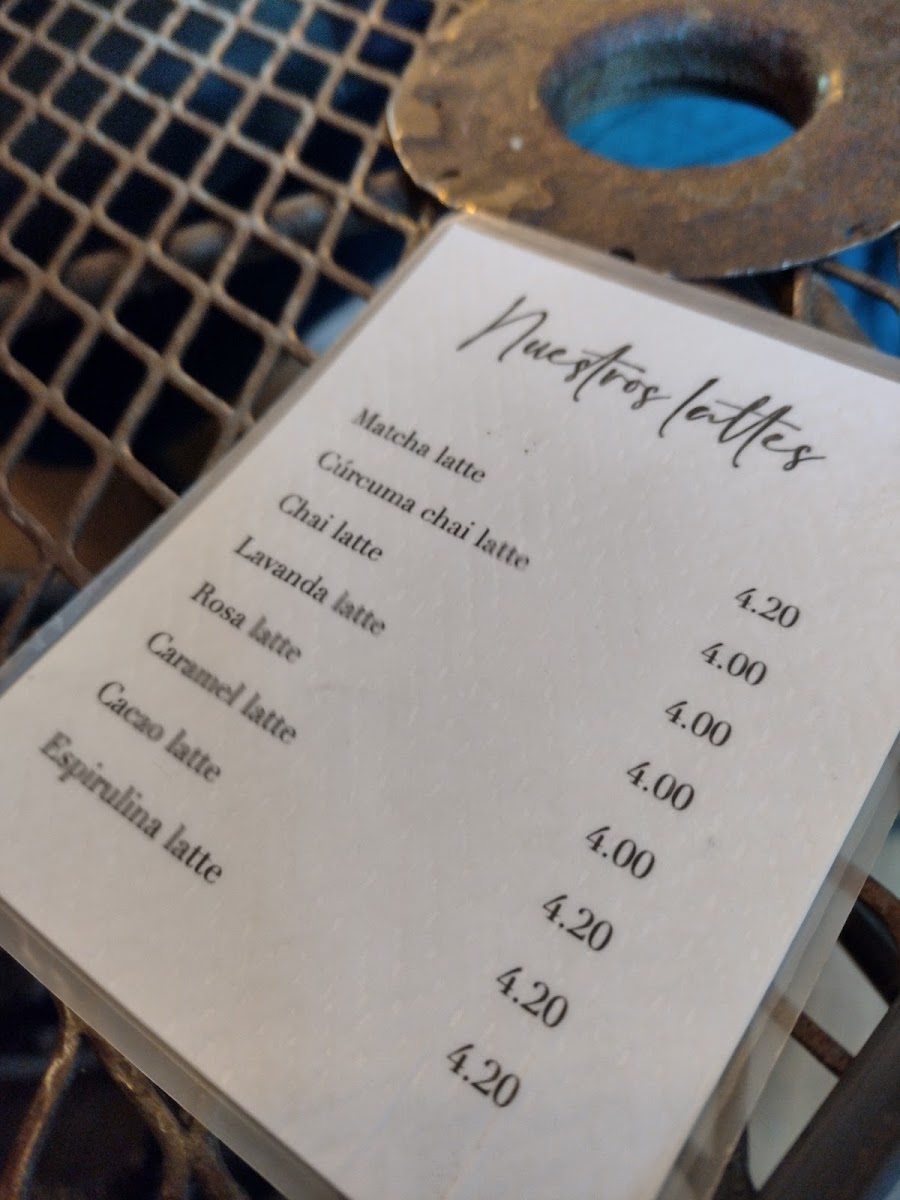 Nuestros lattes
Matcha latte 4.20
Cúrcuma chai latte 4.00
Chai latte 4.00
Lavanda latte 4.00
Rosa latte 4.00
Caramel latte 4.20
Cacao latte 4.20
Espirulina latte 4.20